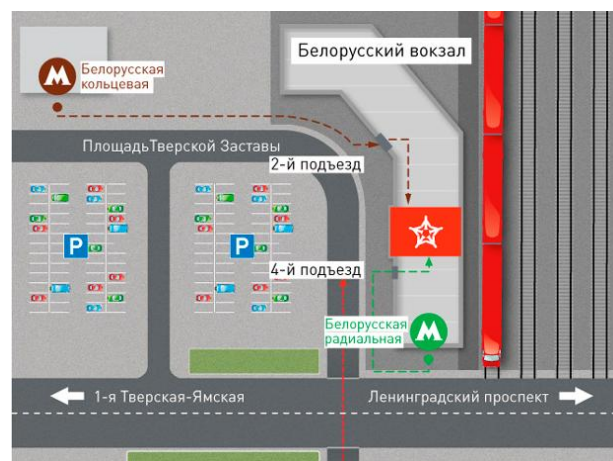 Белорусский вокзал
М
Белорусская
кольцевая
ПлощадьТверской Заставы
2-й подъезд
P
P
4-й подъезд
Белорусская
радиальная
М
1-я Тверская-Ямская
Ленинградский проспект